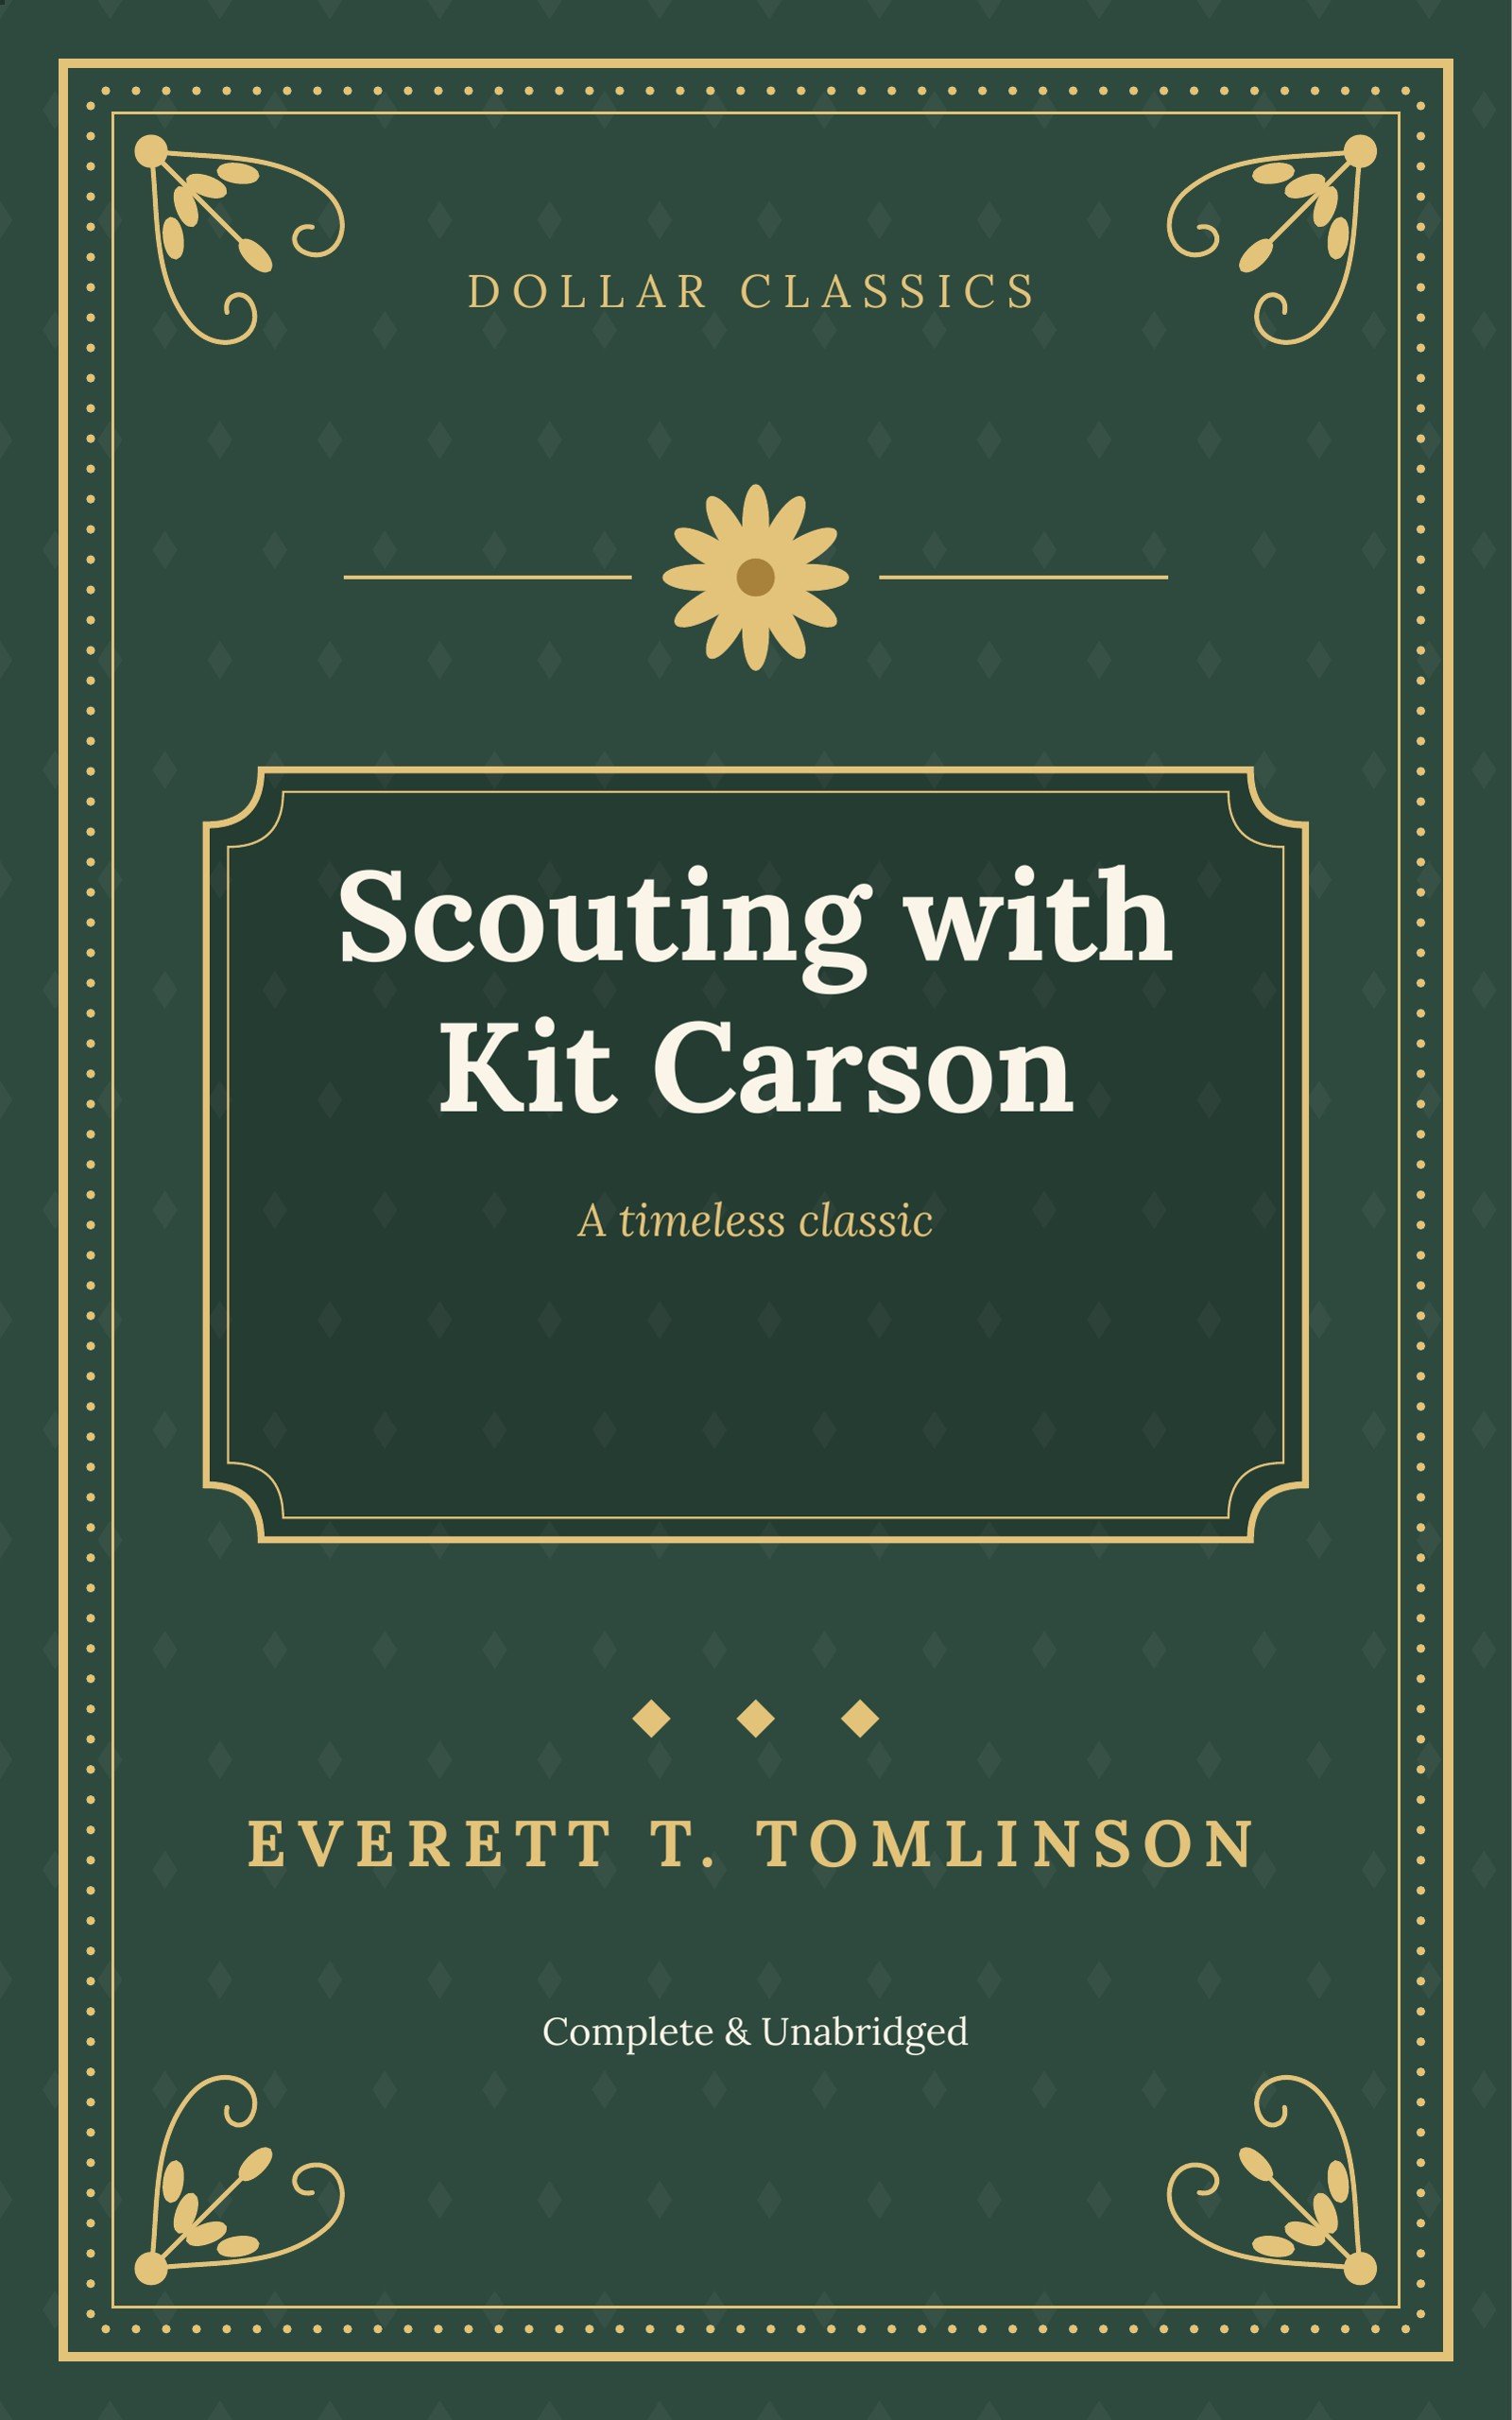 DOLLAR CLASSICS
Scouting with
Kit Carson
A timeless classic
EVERETT T. TOMLINSON
Complete & Unabridged